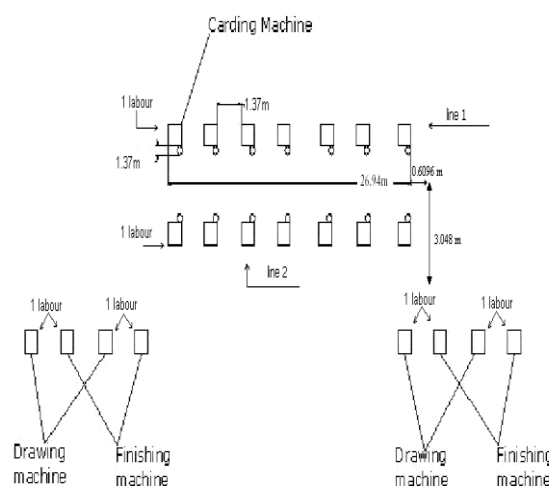 Carding Machine
1 labour
1.37m
line 1
1.37m
26.94m
0.6096 m
1 labour
3.048 m
line 2
1 labour
1 labour
1 labour
1 labour
Drawing
machine
Finishing
machine
Drawing
machine
Finishing
machine